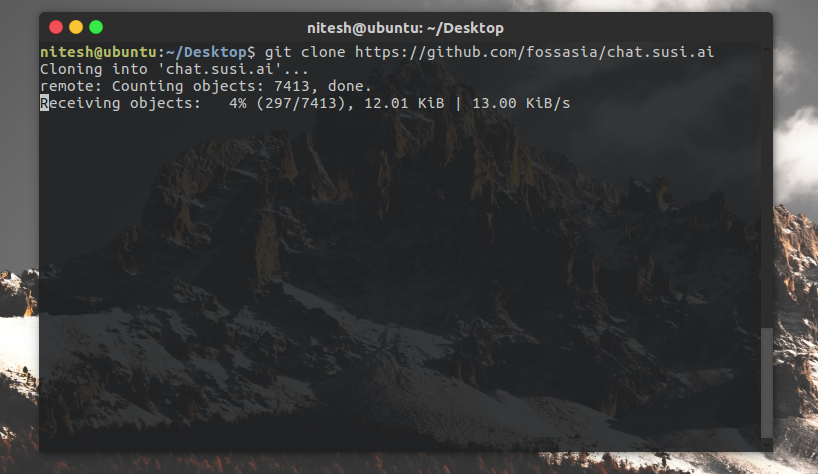 nitesh@ubuntu: ~/Desktop
nitesh@ubuntu:~/Desktop$ git clone https://github.com/fossasia/chat.susi.ai
Cloning into 'chat.susi.ai'...
remote: Counting objects: 7413, done.
Receiving objects:   4% (297/7413), 12.01 KiB | 13.00 KiB/s